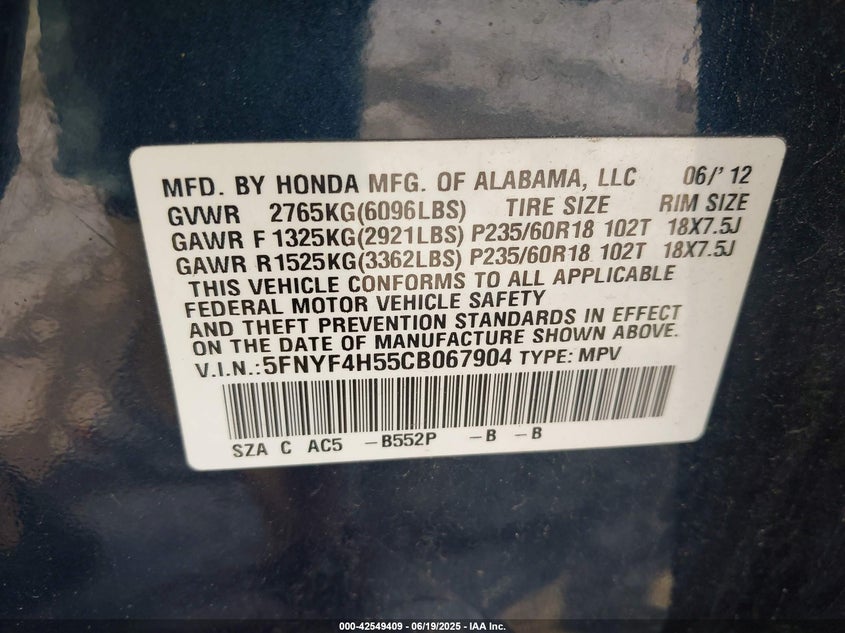 MFD. BY HONDA MFG. OF ALABAMA, LLC 06/'12
GVWR 2765KG(6096LBS) TIRE SIZE RIM SIZE
GAWR F 1325KG(2921LBS) P235/60R18 102T 18X7.5J
GAWR R1525KG(3362LBS) P235/60R18 102T 18X7.5J
THIS VEHICLE CONFORMS TO ALL APPLICABLE
FEDERAL MOTOR VEHICLE SAFETY
AND THEFT PREVENTION STANDARDS IN EFFECT
ON THE DATE OF MANUFACTURE SHOWN ABOVE.
V.I.N.:5FNYF4H55CB067904 TYPE: MPV
SZA C AC5 -B552P -B -B
000-42549409 - 06/19/2025 - IAA Inc.